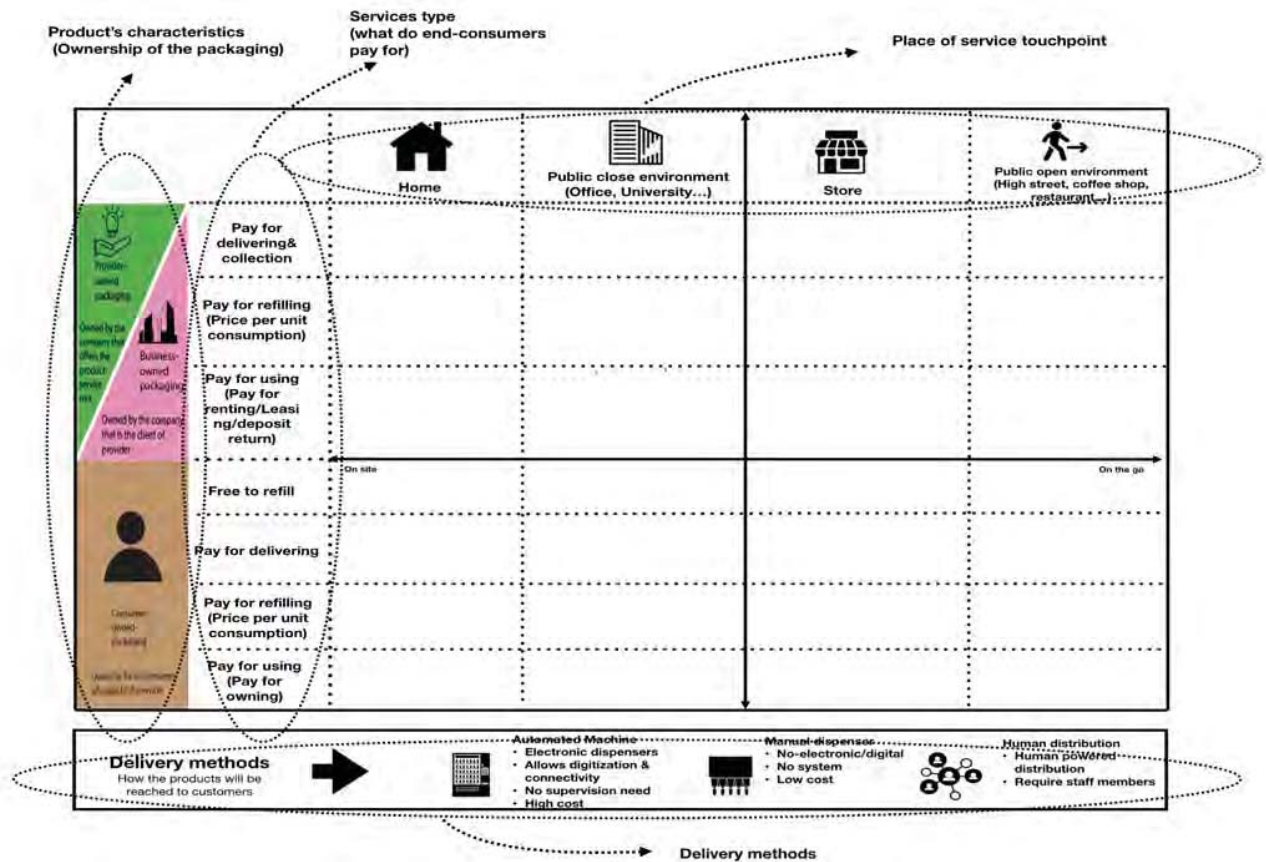 Product's characteristics
(Ownership of the packaging)
Services type
(what do end-consumers
pay for)
Place of service touchpoint
Home
Public close environment
(Office, University...)
Store
Public open environment
(High street, coffee shop,
restaurant...)
Provider-
owned
packaging
Owned by the
company that
offers the
product-
service
Business-
owned
packaging
Owned by the company
that is the client of
provider
Pay for
delivering&
collection
Pay for refilling
(Price per unit
consumption)
Pay for using
(Pay for
renting/Leasi
ng/deposit
return)
On site
On the go
Free to refill
Pay for delivering
Pay for refilling
(Price per unit
consumption)
Pay for using
(Pay for
owning)
Consumer-
owned
packaging
Delivery methods
How the products will be
reached to customers
Automated Machine
• Electronic dispensers
• Allows digitization &
connectivity
• No supervision need
• High cost
Manual dispenser
• No-electronic/digital
• No system
• Low cost
Human distribution
• Human powered
distribution
• Require staff members
Delivery methods